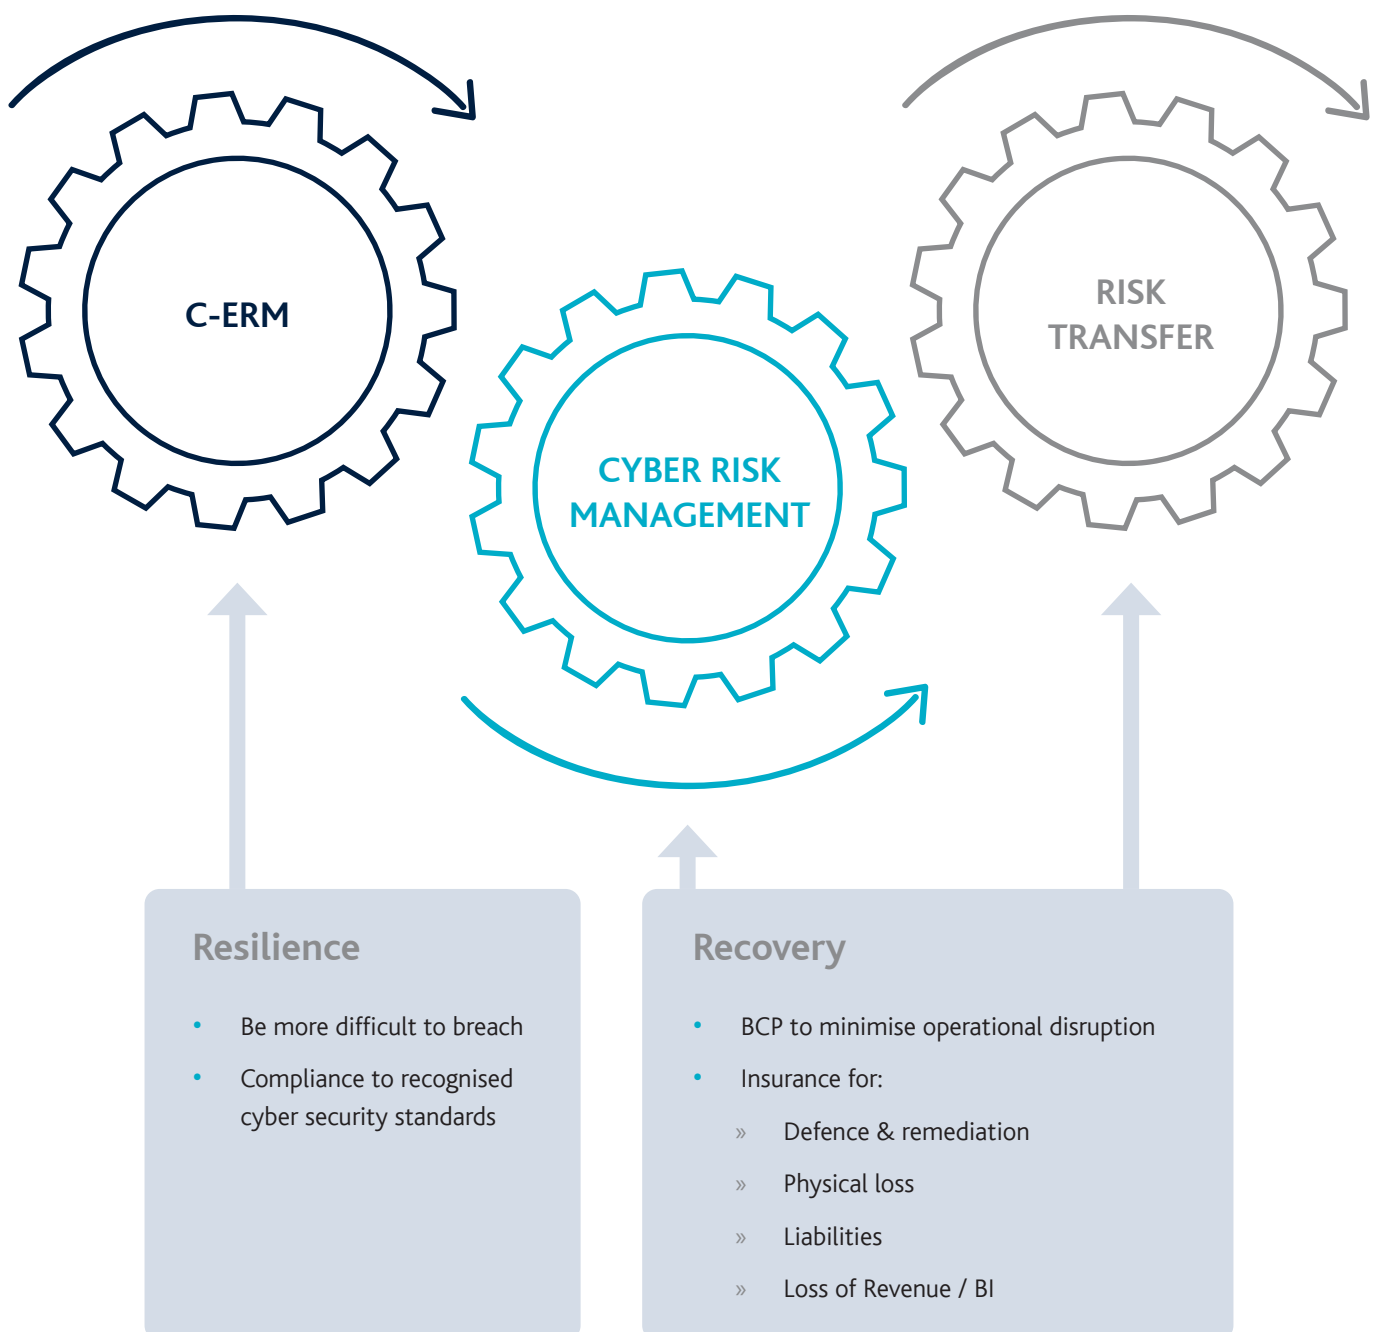 C-ERM
RISK
TRANSFER
CYBER RISK
MANAGEMENT
Resilience
• Be more difficult to breach
• Compliance to recognised
cyber security standards
Recovery
• BCP to minimise operational disruption
• Insurance for:
» Defence & remediation
» Physical loss
» Liabilities
» Loss of Revenue / BI